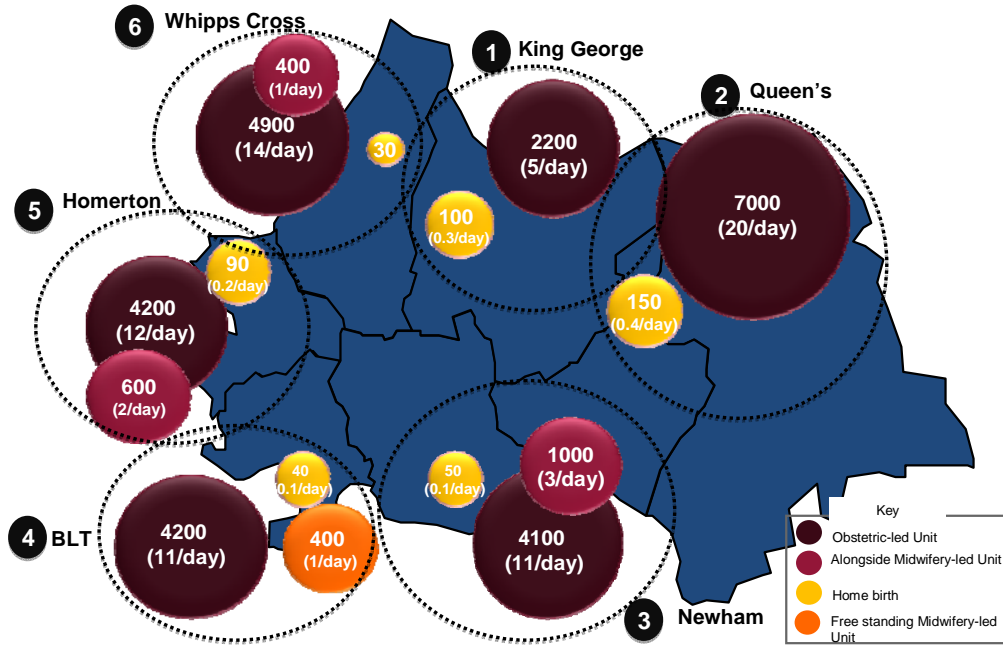 6
Whipps Cross
400
(1/day)
4900
(14/day)
30
1
King George
2200
(5/day)
100
(0.3/day)
2
Queen's
7000
(20/day)
150
(0.4/day)
5
Homerton
90
(0.2/day)
4200
(12/day)
600
(2/day)
4
BLT
40
(0.1/day)
4200
(11/day)
400
(1/day)
50
(0.1/day)
1000
(3/day)
4100
(11/day)
3
Newham
Key
Obstetric-led Unit
Alongside Midwifery-led Unit
Home birth
Free standing Midwifery-led
Unit